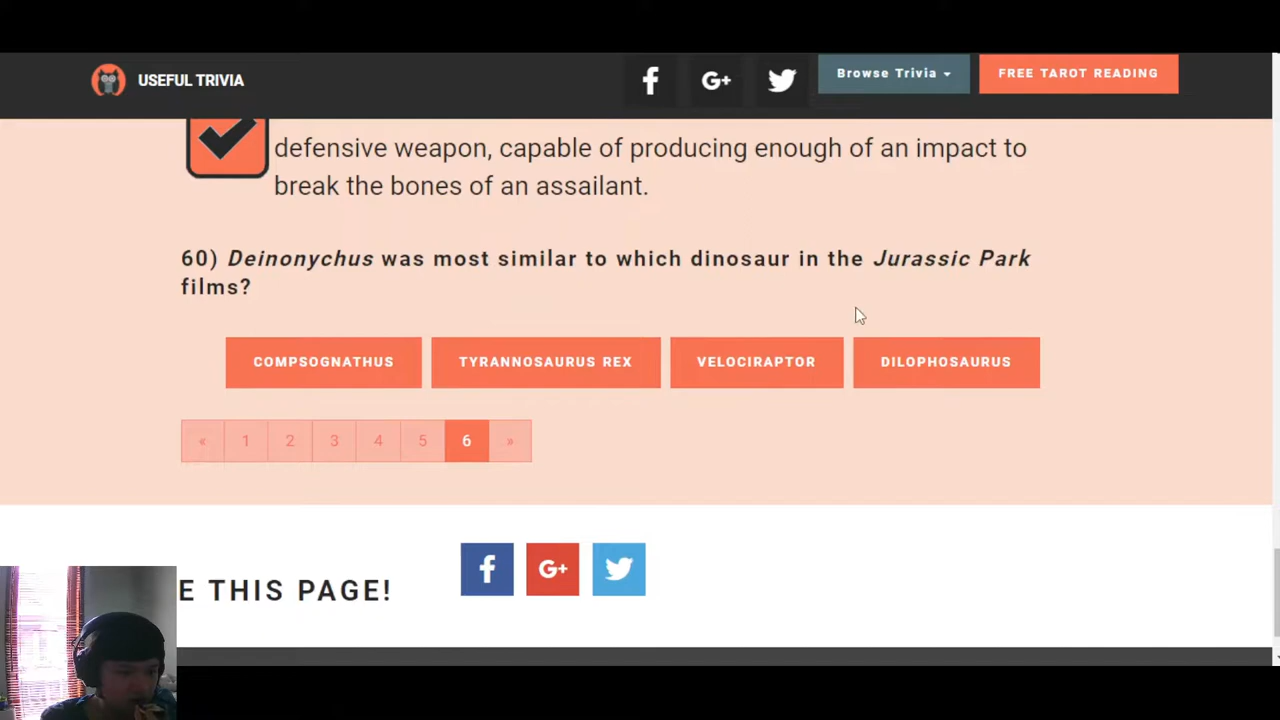 USEFUL TRIVIA
Browse Trivia
FREE TAROT READING
defensive weapon, capable of producing enough of an impact to
break the bones of an assailant.
60) Deinonychus was most similar to which dinosaur in the Jurassic Park
films?
COMPSOGNATHUS TYRANNOSAURUS REX VELOCIRAPTOR DILOPHOSAURUS
« 1 2 3 4 5 6 »
E THIS PAGE!